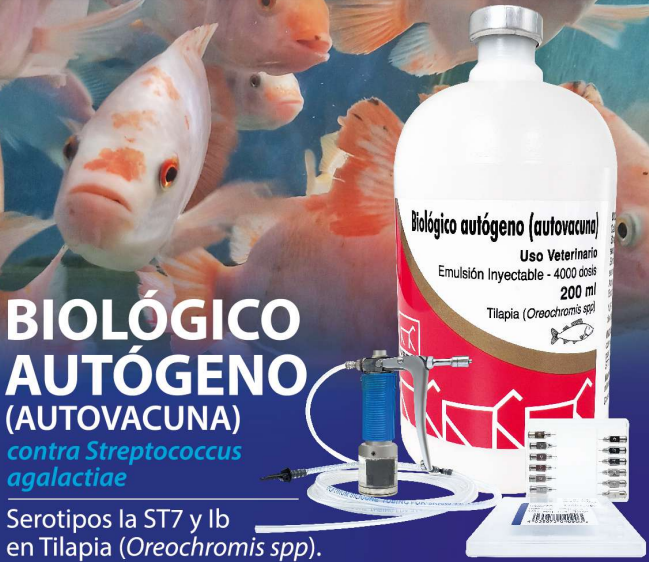 Biológico autógeno (autovacuna)
Uso Veterinario
Emulsión Inyectable - 4000 dosis
200 ml
Tilapia (Oreochromis spp)
BIOLÓGICO
AUTÓGENO
(AUTOVACUNA)
contra Streptococcus
agalactiae
Serotipos Ia ST7 y Ib
en Tilapia (Oreochromis spp).